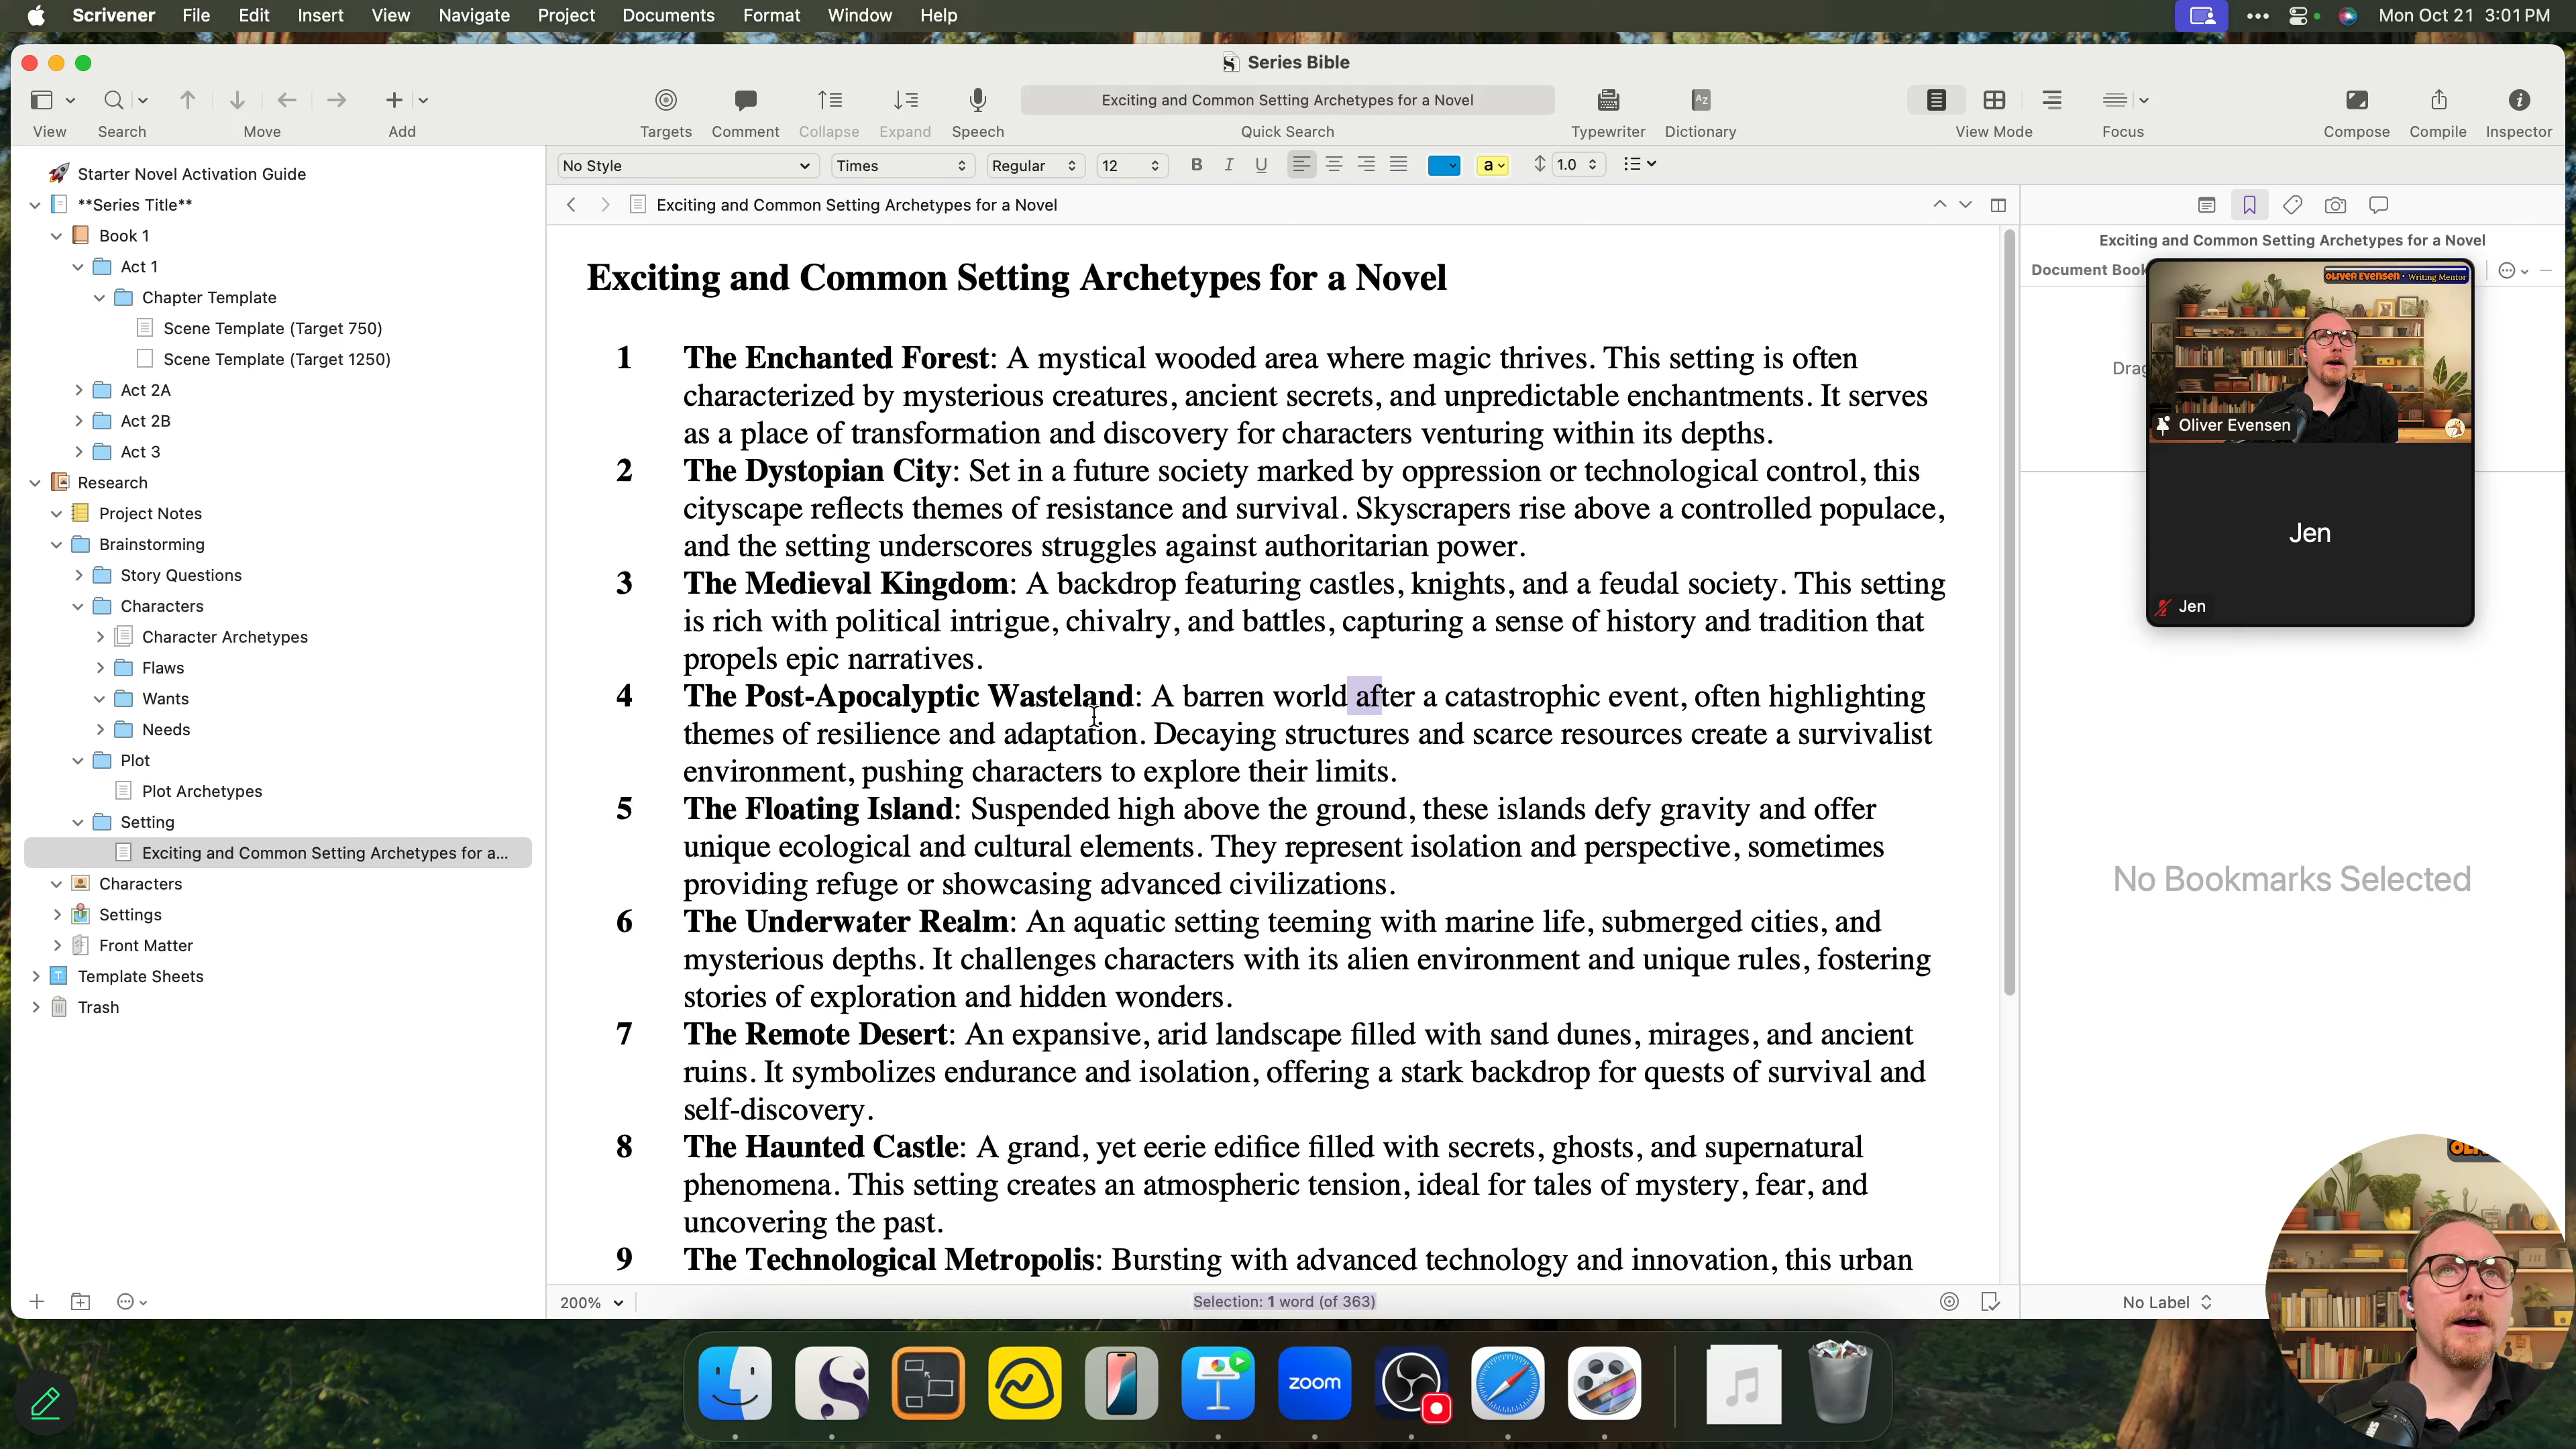 Scrivener File Edit Insert View Navigate Project Documents Format Window Help Mon Oct 21 3:01 PM
Series Bible
Exciting and Common Setting Archetypes for a Novel
View Search Move Add Targets Comment Collapse Expand Speech Quick Search Typewriter Dictionary View Mode Focus Compose Compile Inspector
No Style Times Regular 12 B I U a 1.0
Starter Novel Activation Guide
**Series Title**
Book 1
Act 1
Chapter Template
Scene Template (Target 750)
Scene Template (Target 1250)
Act 2A
Act 2B
Act 3
Research
Project Notes
Brainstorming
Story Questions
Characters
Character Archetypes
Flaws
Wants
Needs
Plot
Plot Archetypes
Setting
Exciting and Common Setting Archetypes for a...
Characters
Settings
Front Matter
Template Sheets
Trash
Exciting and Common Setting Archetypes for a Novel
Exciting and Common Setting Archetypes for a Novel
1 The Enchanted Forest: A mystical wooded area where magic thrives. This setting is often
characterized by mysterious creatures, ancient secrets, and unpredictable enchantments. It serves
as a place of transformation and discovery for characters venturing within its depths.
2 The Dystopian City: Set in a future society marked by oppression or technological control, this
cityscape reflects themes of resistance and survival. Skyscrapers rise above a controlled populace,
and the setting underscores struggles against authoritarian power.
3 The Medieval Kingdom: A backdrop featuring castles, knights, and a feudal society. This setting
is rich with political intrigue, chivalry, and battles, capturing a sense of history and tradition that
propels epic narratives.
4 The Post-Apocalyptic Wasteland: A barren world after a catastrophic event, often highlighting
themes of resilience and adaptation. Decaying structures and scarce resources create a survivalist
environment, pushing characters to explore their limits.
5 The Floating Island: Suspended high above the ground, these islands defy gravity and offer
unique ecological and cultural elements. They represent isolation and perspective, sometimes
providing refuge or showcasing advanced civilizations.
6 The Underwater Realm: An aquatic setting teeming with marine life, submerged cities, and
mysterious depths. It challenges characters with its alien environment and unique rules, fostering
stories of exploration and hidden wonders.
7 The Remote Desert: An expansive, arid landscape filled with sand dunes, mirages, and ancient
ruins. It symbolizes endurance and isolation, offering a stark backdrop for quests of survival and
self-discovery.
8 The Haunted Castle: A grand, yet eerie edifice filled with secrets, ghosts, and supernatural
phenomena. This setting creates an atmospheric tension, ideal for tales of mystery, fear, and
uncovering the past.
9 The Technological Metropolis: Bursting with advanced technology and innovation, this urban
200% Selection: 1 word (of 363)
Exciting and Common Setting Archetypes for a Novel
Document Book
Drag
OLIVER EVENSEN • Writing Mentor
Oliver Evensen
Jen
Jen
No Bookmarks Selected
No Label
zoom